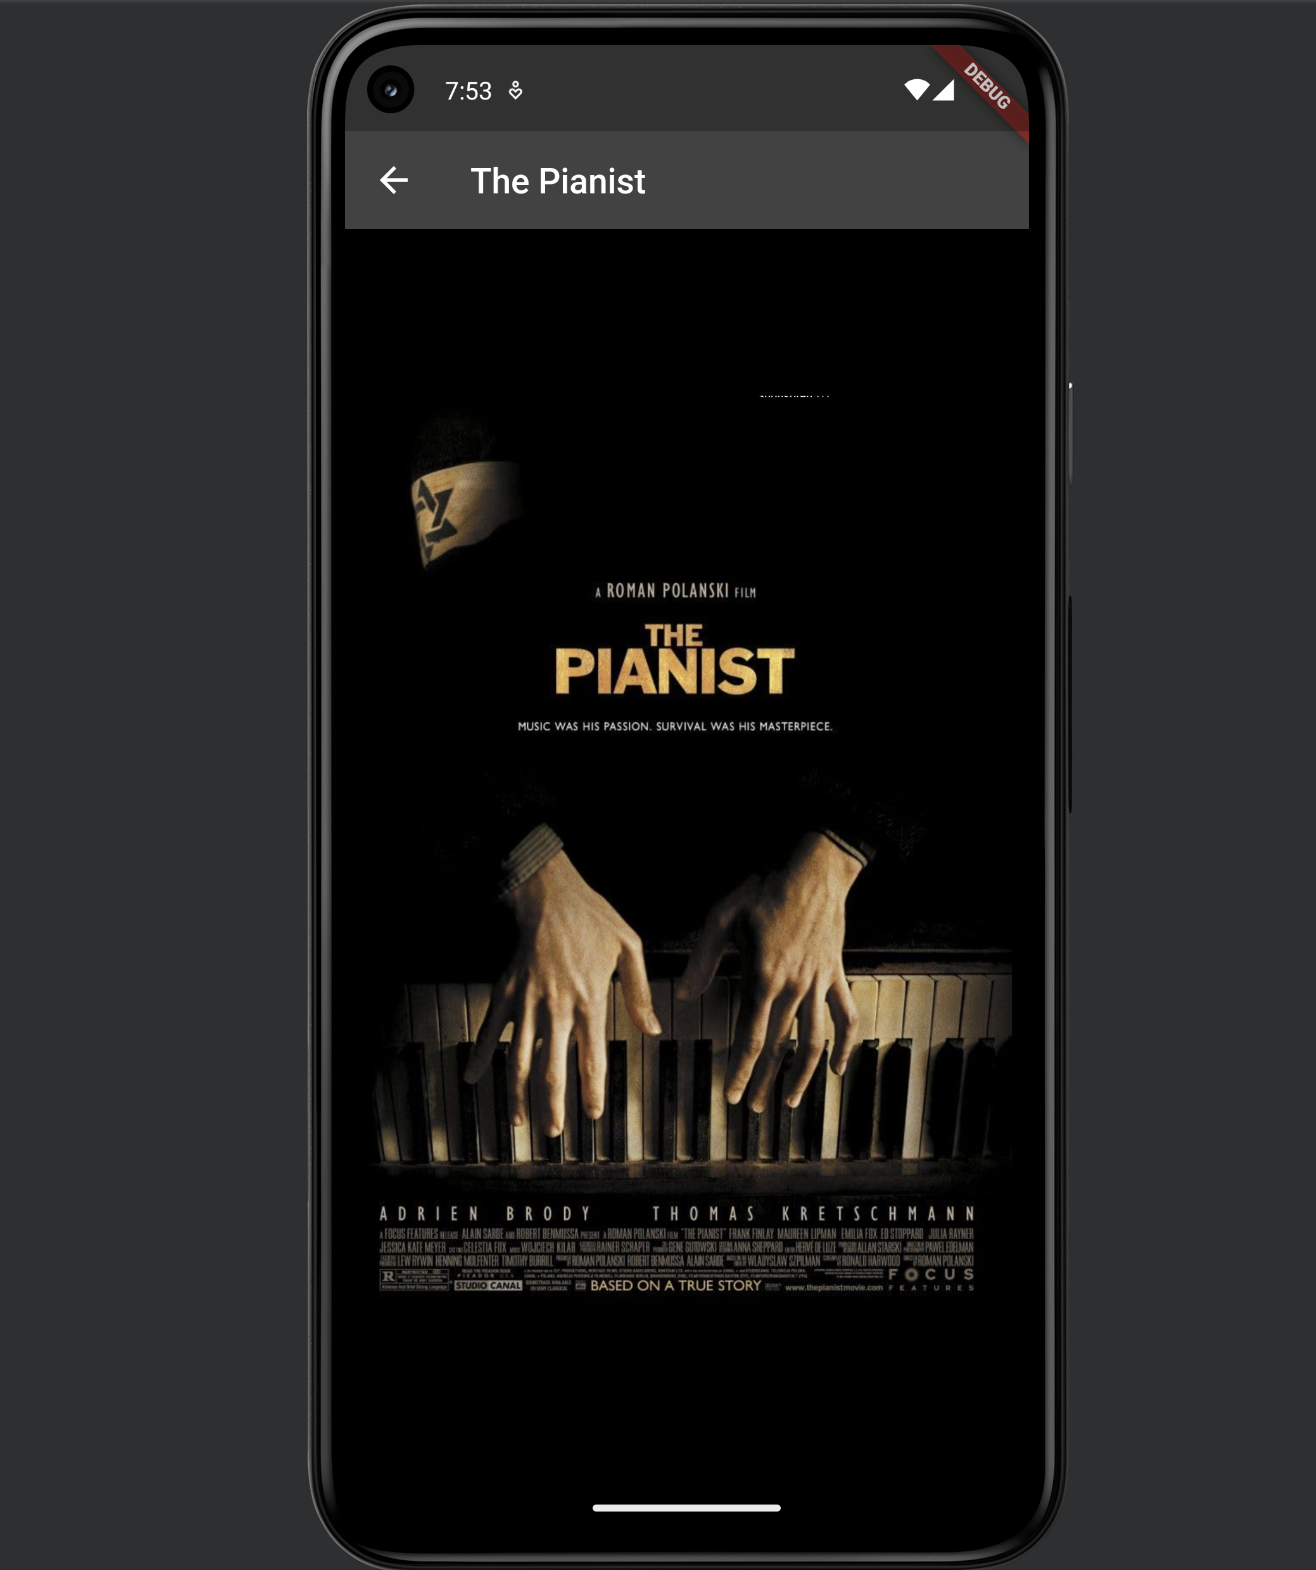 7:53
DEBUG
The Pianist
A ROMAN POLANSKI FILM
THE
PIANIST
MUSIC WAS HIS PASSION. SURVIVAL WAS HIS MASTERPIECE.
ADRIEN BRODY THOMAS KRETSCHMANN
A FOCUS FEATURES RELEASE ALAIN SARDE AND ROBERT BENMUSSA PRESENT A ROMAN POLANSKI FILM "THE PIANIST" FRANK FINLAY MAUREEN LIPMAN EMILIA FOX ED STOPPARD JULIA RAYNER
JESSICA KATE MEYER CELESTIA FOX WOJCIECH KILAR RAINER SCHAPER GENE GUTOWSKI ANNA SHEPPARD HERVE DE LUZE ALLAN STARSKI PAWEL EDELMAN
LEW RYWIN HENNING MOLFENTER TIMOTHY BURRILL ROMAN POLANSKI ROBERT BENMUSSA ALAIN SARDE WLADYSLAW SZPILMAN RONALD HARWOOD ROMAN POLANSKI
R STUDIO CANAL BASED ON A TRUE STORY www.thepianistmovie.com FOCUS
FEATURES